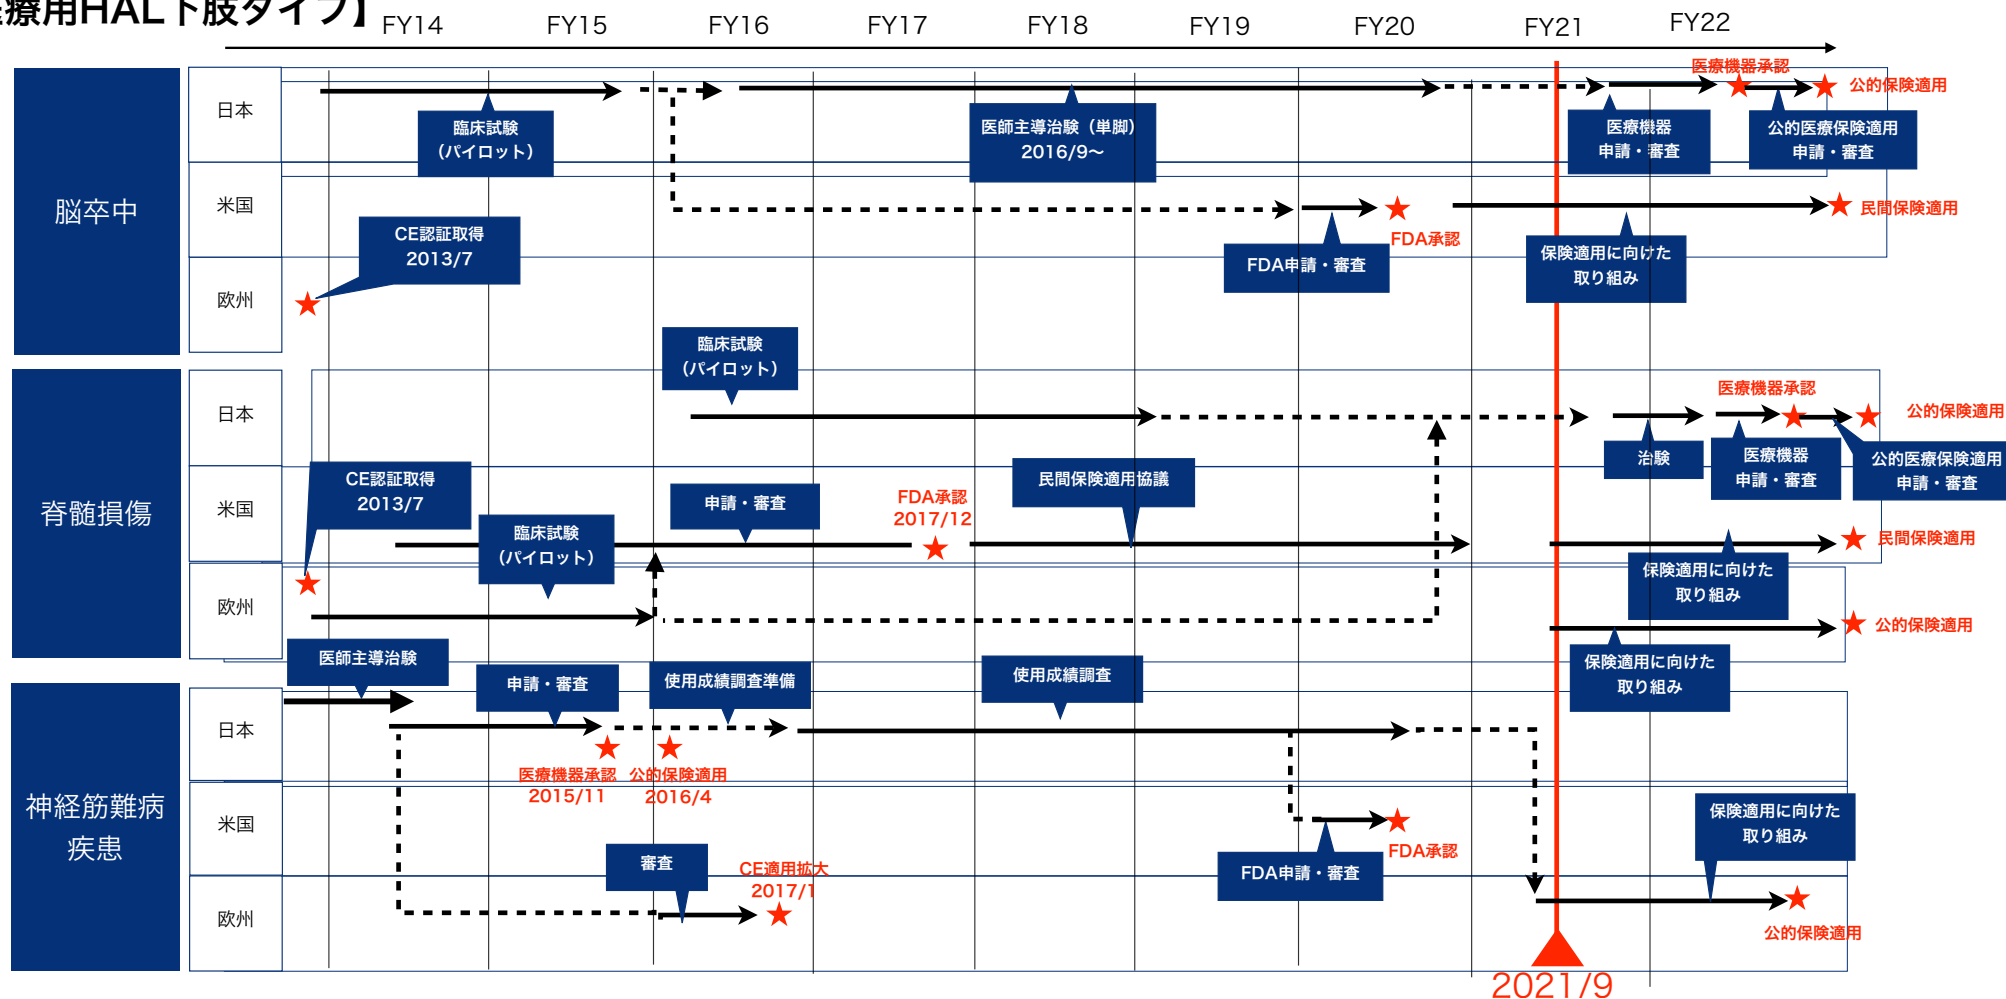 療用HAL下肢タイプ】
FY14
FY15
FY16
FY17
FY18
FY19
FY20
FY21
FY22
脳卒中
日本
臨床試験
（パイロット）
医師主導治験（単脚）
2016/9〜
医療機器
申請・審査
医療機器承認
公的医療保険適用
申請・審査
公的保険適用
米国
FDA申請・審査
FDA承認
保険適用に向けた
取り組み
民間保険適用
欧州
CE認証取得
2013/7
脊髄損傷
日本
臨床試験
（パイロット）
治験
医療機器
申請・審査
医療機器承認
公的医療保険適用
申請・審査
公的保険適用
米国
申請・審査
FDA承認
2017/12
民間保険適用協議
保険適用に向けた
取り組み
民間保険適用
欧州
CE認証取得
2013/7
臨床試験
（パイロット）
保険適用に向けた
取り組み
公的保険適用
神経筋難病
疾患
日本
医師主導治験
申請・審査
医療機器承認
2015/11
使用成績調査準備
公的保険適用
2016/4
使用成績調査
米国
FDA申請・審査
FDA承認
欧州
審査
CE適用拡大
2017/1
保険適用に向けた
取り組み
公的保険適用
2021/9